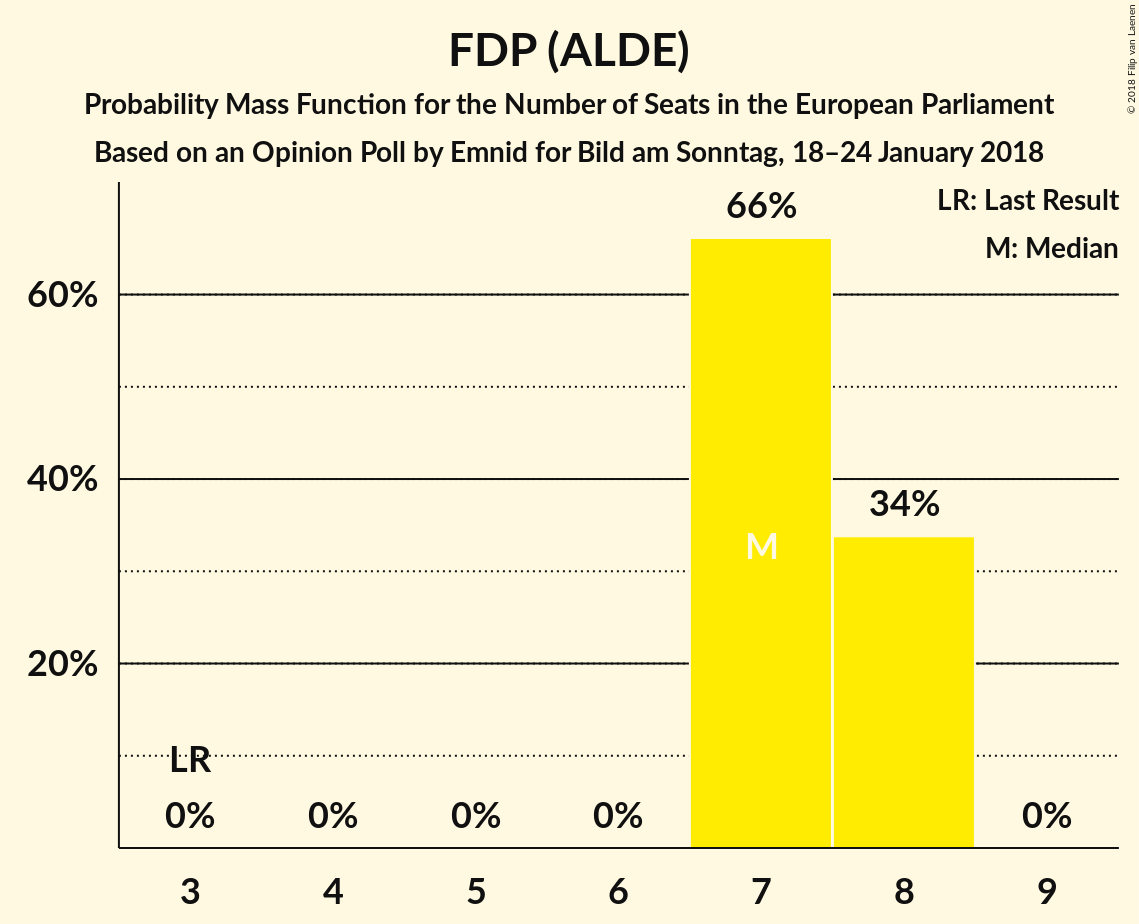 FDP (ALDE)
Probability Mass Function for the Number of Seats in the European Parliament
Based on an Opinion Poll by Emnid for Bild am Sonntag, 18–24 January 2018
© 2018 Filip van Laenen
LR: Last Result
M: Median
66%
60%
40%
34%
M
20%
LR
0% 0% 0% 0% 0%
3 4 5 6 7 8 9